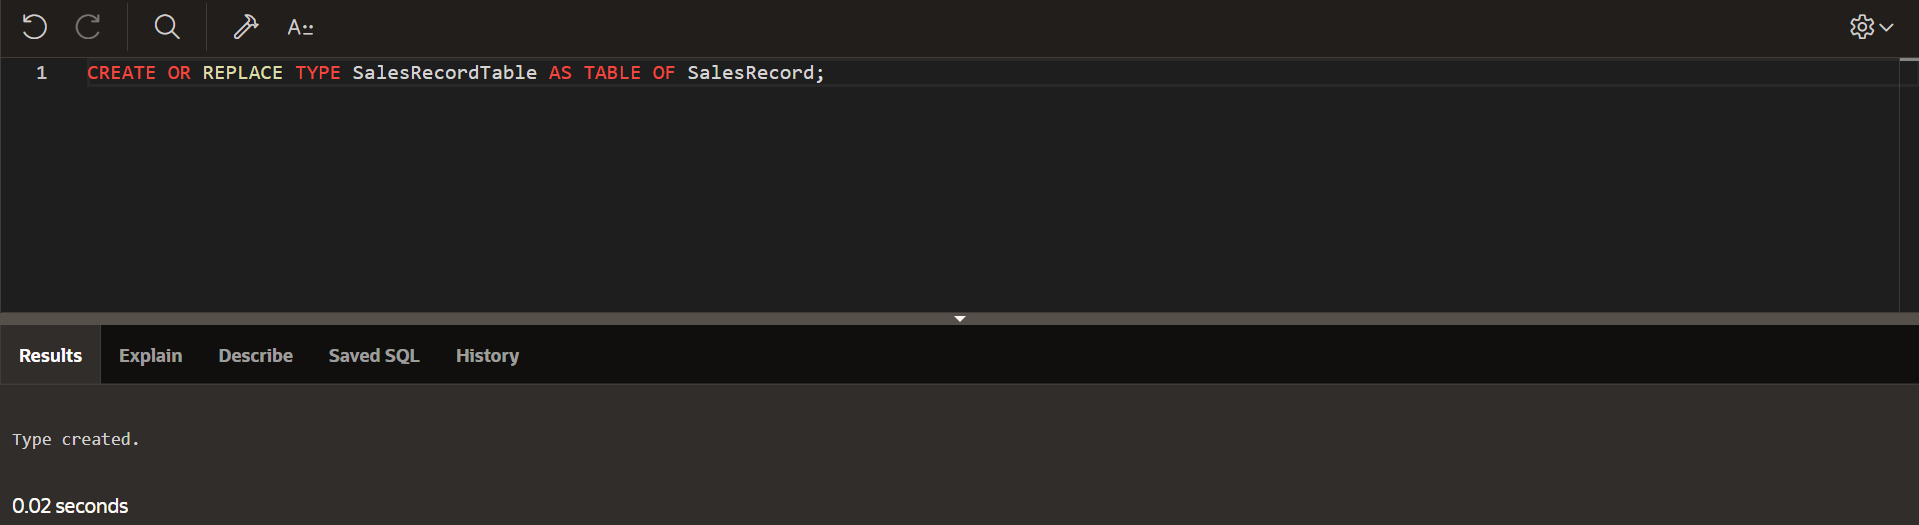 A::
1 CREATE OR REPLACE TYPE SalesRecordTable AS TABLE OF SalesRecord;
Results Explain Describe Saved SQL History
Type created.
0.02 seconds